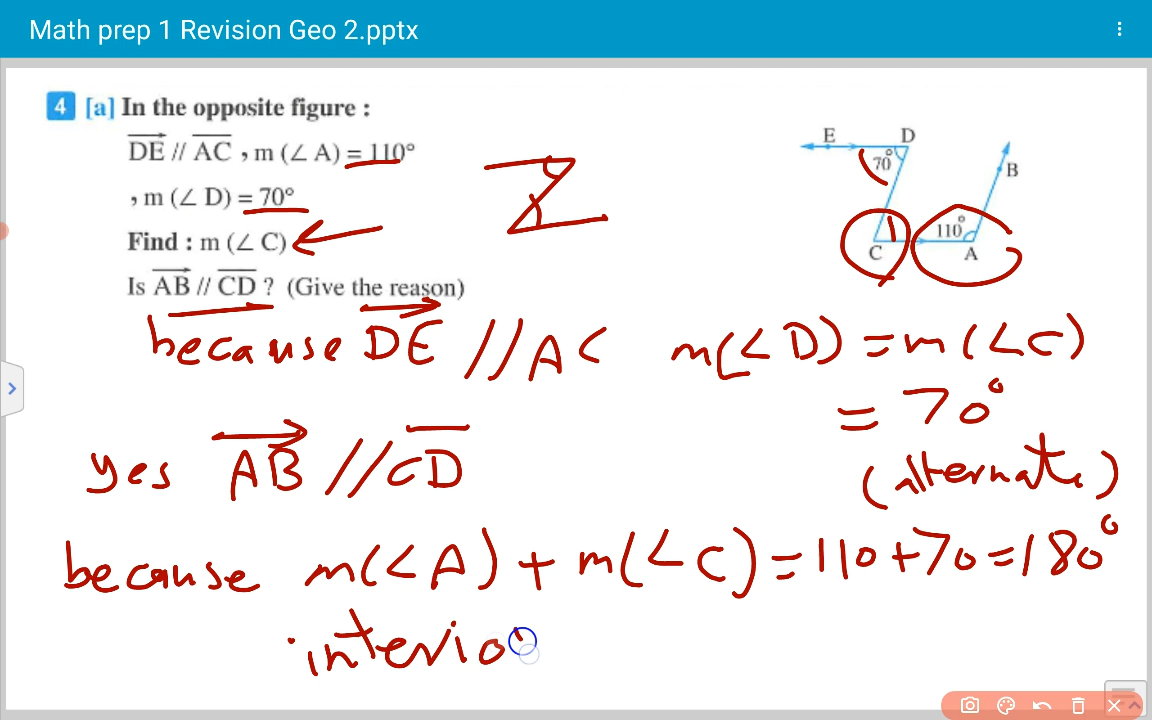 Math prep 1 Revision Geo 2.pptx
4 [a] In the opposite figure :
DE // AC , m (∠ A) = 110°
, m (∠ D) = 70°
Find : m (∠ C)
Is AB // CD ? (Give the reason)
E D
70°
B
110°
C A
Z
because DE // AC m(∠D) = m(∠C)
= 70°
(alternate)
yes AB // CD
because m(∠A) + m(∠C) = 110 + 70 = 180°
interior